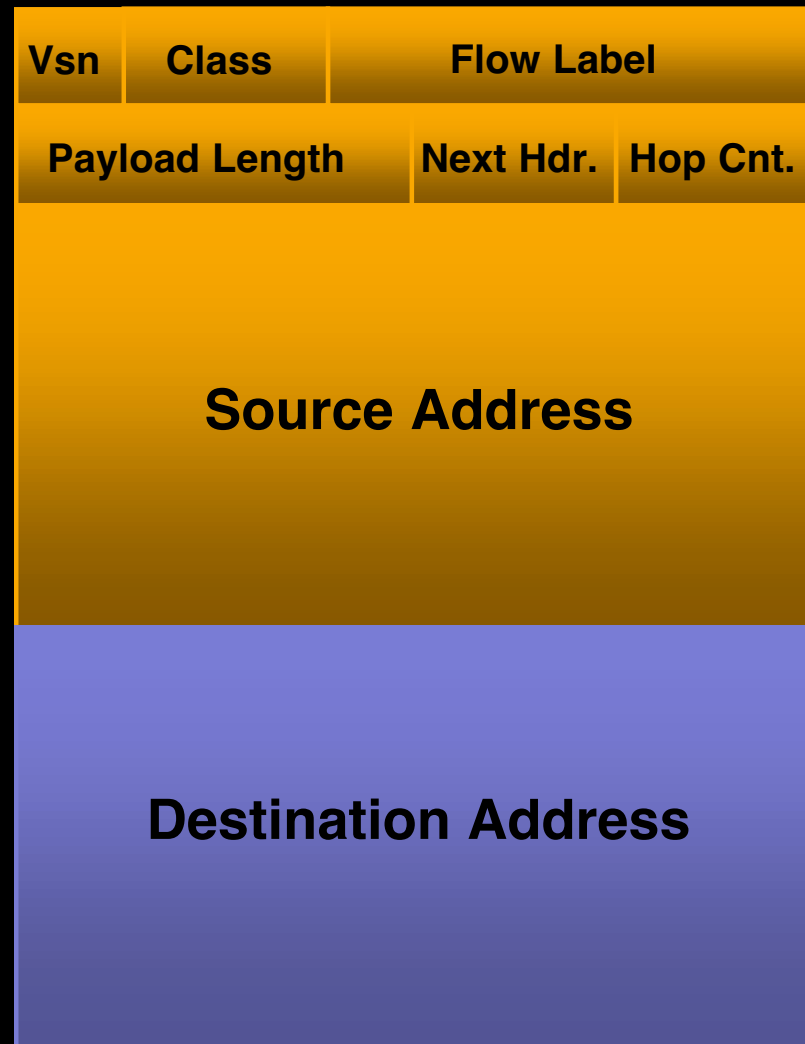 Vsn Class Flow Label
Payload Length Next Hdr. Hop Cnt.
Source Address
Destination Address